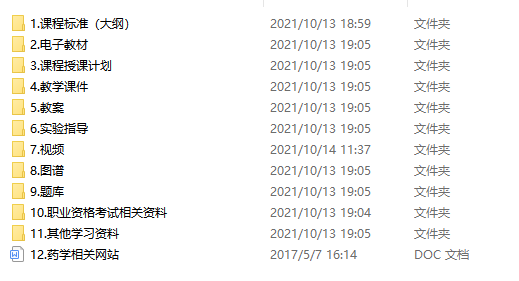 1.课程标准（大纲） 2021/10/13 18:59 文件夹
2.电子教材 2021/10/13 19:05 文件夹
3.课程授课计划 2021/10/13 19:05 文件夹
4.教学课件 2021/10/13 19:05 文件夹
5.教案 2021/10/13 19:05 文件夹
6.实验指导 2021/10/13 19:05 文件夹
7.视频 2021/10/14 11:37 文件夹
8.图谱 2021/10/13 19:05 文件夹
9.题库 2021/10/13 19:05 文件夹
10.职业资格考试相关资料 2021/10/13 19:04 文件夹
11.其他学习资料 2021/10/13 19:05 文件夹
12.药学相关网站 2017/5/7 16:14 DOC 文档